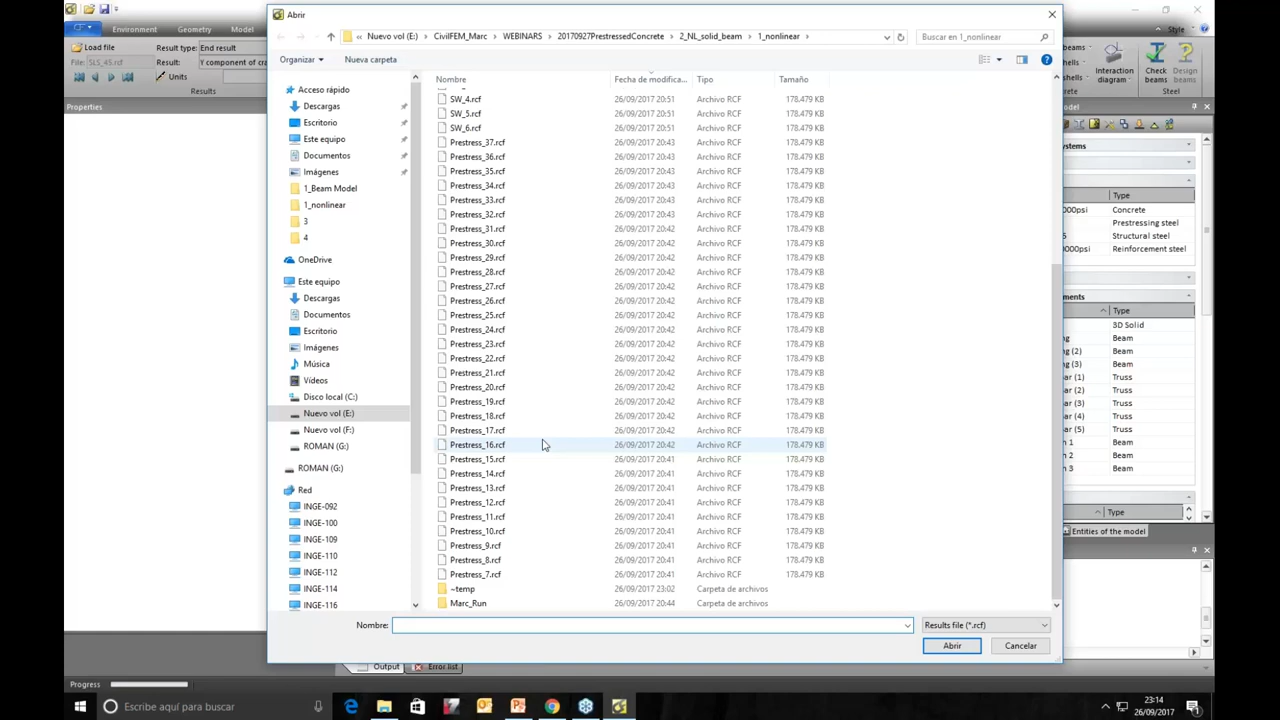 Abrir
Style
Environment
Geometry
Model
Nuevo vol (E:)
CivilFEM_Marc
WEBINARS
20170927PrestressedConcrete
2_NL_solid_beam
1_nonlinear
Buscar en 1_nonlinear
Load file
Result type:
End result
File:
SLS_45.rcf
Result:
Y component of cra
Units
Results
Properties
Organizar
Nueva carpeta
beams
shells
Interaction diagram
Check beams
Design beams
Steel
Nombre
Fecha de modifica...
Tipo
Tamaño
Acceso rápido
Descargas
Escritorio
Este equipo
Documentos
Imágenes
1_Beam Model
1_nonlinear
3
4
OneDrive
Este equipo
Descargas
Documentos
Escritorio
Imágenes
Música
Vídeos
Disco local (C:)
Nuevo vol (E:)
Nuevo vol (F:)
ROMAN (G:)
ROMAN (G:)
Red
INGE-092
INGE-100
INGE-109
INGE-110
INGE-112
INGE-114
INGE-116
SW_4.rcf 26/09/2017 20:51 Archivo RCF 178.479 KB
SW_5.rcf 26/09/2017 20:51 Archivo RCF 178.479 KB
SW_6.rcf 26/09/2017 20:51 Archivo RCF 178.479 KB
Prestress_37.rcf 26/09/2017 20:43 Archivo RCF 178.479 KB
Prestress_36.rcf 26/09/2017 20:43 Archivo RCF 178.479 KB
Prestress_35.rcf 26/09/2017 20:43 Archivo RCF 178.479 KB
Prestress_34.rcf 26/09/2017 20:43 Archivo RCF 178.479 KB
Prestress_33.rcf 26/09/2017 20:43 Archivo RCF 178.479 KB
Prestress_32.rcf 26/09/2017 20:43 Archivo RCF 178.479 KB
Prestress_31.rcf 26/09/2017 20:42 Archivo RCF 178.479 KB
Prestress_30.rcf 26/09/2017 20:42 Archivo RCF 178.479 KB
Prestress_29.rcf 26/09/2017 20:42 Archivo RCF 178.479 KB
Prestress_28.rcf 26/09/2017 20:42 Archivo RCF 178.479 KB
Prestress_27.rcf 26/09/2017 20:42 Archivo RCF 178.479 KB
Prestress_26.rcf 26/09/2017 20:42 Archivo RCF 178.479 KB
Prestress_25.rcf 26/09/2017 20:42 Archivo RCF 178.479 KB
Prestress_24.rcf 26/09/2017 20:42 Archivo RCF 178.479 KB
Prestress_23.rcf 26/09/2017 20:42 Archivo RCF 178.479 KB
Prestress_22.rcf 26/09/2017 20:42 Archivo RCF 178.479 KB
Prestress_21.rcf 26/09/2017 20:42 Archivo RCF 178.479 KB
Prestress_20.rcf 26/09/2017 20:42 Archivo RCF 178.479 KB
Prestress_19.rcf 26/09/2017 20:42 Archivo RCF 178.479 KB
Prestress_18.rcf 26/09/2017 20:42 Archivo RCF 178.479 KB
Prestress_17.rcf 26/09/2017 20:42 Archivo RCF 178.479 KB
Prestress_16.rcf 26/09/2017 20:42 Archivo RCF 178.479 KB
Prestress_15.rcf 26/09/2017 20:41 Archivo RCF 178.479 KB
Prestress_14.rcf 26/09/2017 20:41 Archivo RCF 178.479 KB
Prestress_13.rcf 26/09/2017 20:41 Archivo RCF 178.479 KB
Prestress_12.rcf 26/09/2017 20:41 Archivo RCF 178.479 KB
Prestress_11.rcf 26/09/2017 20:41 Archivo RCF 178.479 KB
Prestress_10.rcf 26/09/2017 20:41 Archivo RCF 178.479 KB
Prestress_9.rcf 26/09/2017 20:41 Archivo RCF 178.479 KB
Prestress_8.rcf 26/09/2017 20:41 Archivo RCF 178.479 KB
Prestress_7.rcf 26/09/2017 20:41 Archivo RCF 178.479 KB
~temp 26/09/2017 23:02 Carpeta de archivos
Marc_Run 26/09/2017 20:44 Carpeta de archivos
Type
Concrete
Prestressing steel
Structural steel
Reinforcement steel
Type
3D Solid
Beam
Beam
Beam
Truss
Truss
Truss
Truss
Truss
Beam
Beam
Beam
Type
Entities of the model
Nombre:
Results file (*.rcf)
Abrir
Cancelar
Output
Error list
Progress
Escribe aquí para buscar
23:14
26/09/2017